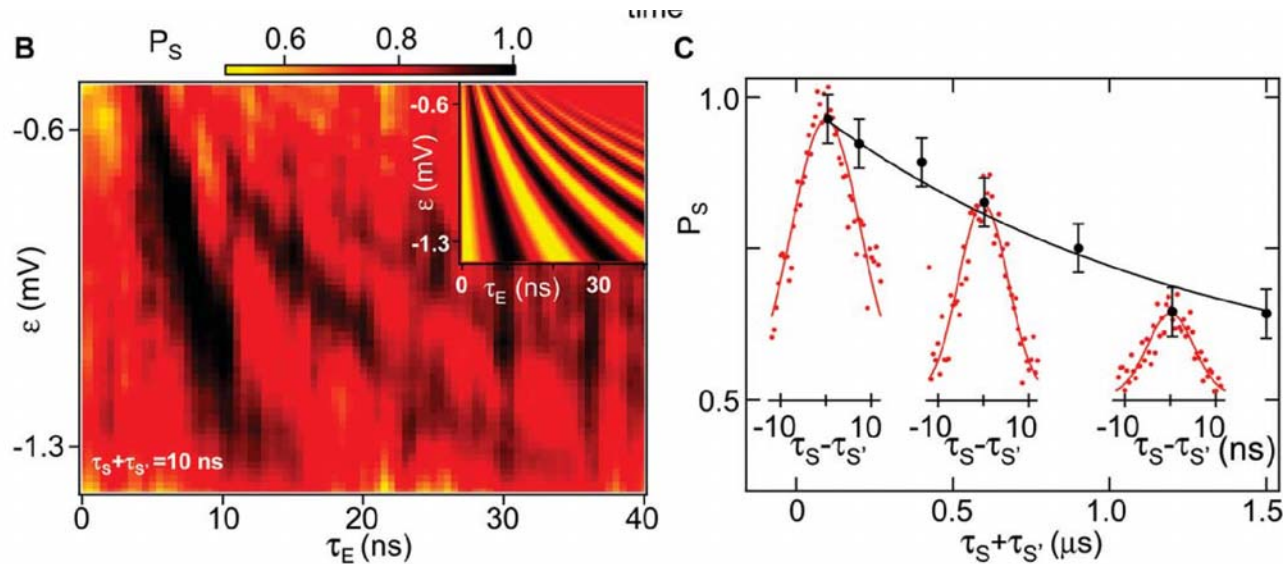 time
B
P_S 0.6 0.8 1.0
-0.6
-1.3
ε (mV)
τ_S+τ_S'=10 ns
0 10 20 30 40
τ_E (ns)
-0.6
-1.3
ε (mV)
0 τ_E (ns) 30
C
1.0
0.5
P_S
-10 10
τ_S-τ_S'
-10 10
τ_S-τ_S'
-10 10
τ_S-τ_S' (ns)
0 0.5 1.0 1.5
τ_S+τ_S' (μs)